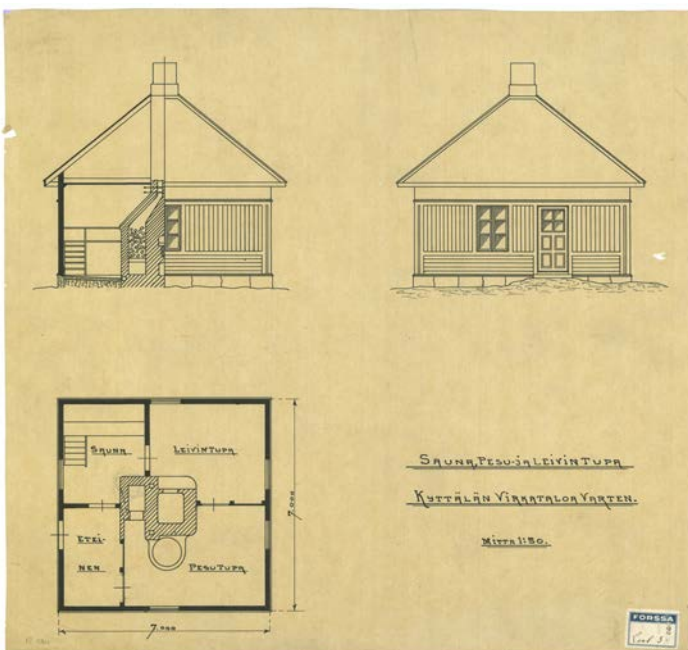 SAUNA
LEIVINTUPA
ETEI-
NEN
PESUTUPA
7.000
7.000
SAUNA, PESU- JA LEIVINTUPA
KYTTÄLÄN VIRKATALOA VARTEN.
MITTA 1:50.
FORSSA